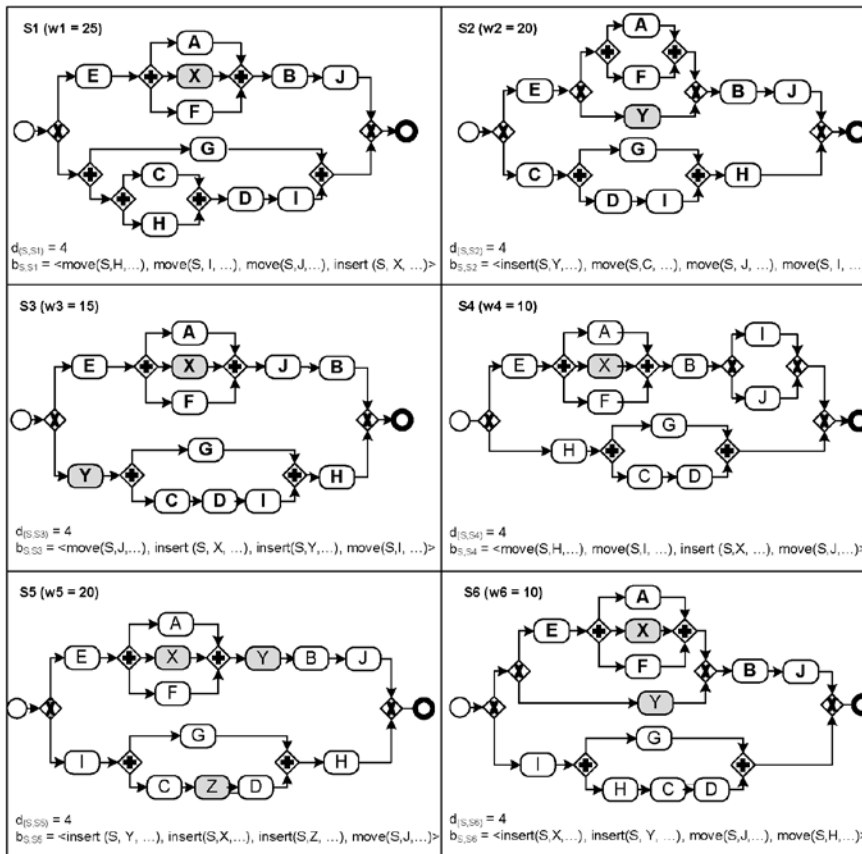 S1 (w1 = 25)
A
E
X
B
J
F
G
C
D
I
H
d(S,S1) = 4
bS,S1 = <move(S,H,...), move(S, I, ...), move(S,J,...), insert (S, X, ...)>
S2 (w2 = 20)
A
F
E
B
J
Y
G
C
H
D
I
d(S,S2) = 4
bS,S2 = <insert(S,Y,...), move(S,C, ...), move(S, J, ...), move(S, I, ...
S3 (w3 = 15)
A
E
X
J
B
F
G
Y
H
C
D
I
d(S,S3) = 4
bS,S3 = <move(S,J,...), insert (S, X, ...), insert(S,Y,...), move(S,I, ...)>
S4 (w4 = 10)
A
I
E
X
B
F
J
G
H
C
D
d(S,S4) = 4
bS,S4 = <move(S,H,...), move(S,I, ...), insert (S,X, ...), move(S,J,...)>
S5 (w5 = 20)
A
E
X
Y
B
J
F
G
I
H
C
Z
D
d(S,S5) = 4
bS,S5 = <insert (S, Y, ...), insert(S,X,...), insert(S,Z, ...), move(S,J,...)>
S6 (w6 = 10)
A
E
X
F
B
J
Y
G
I
H
C
D
d(S,S6) = 4
bS,S6 = <insert(S,X,...), insert(S, Y, ...), move(S,J,...), move(S,H,...)>